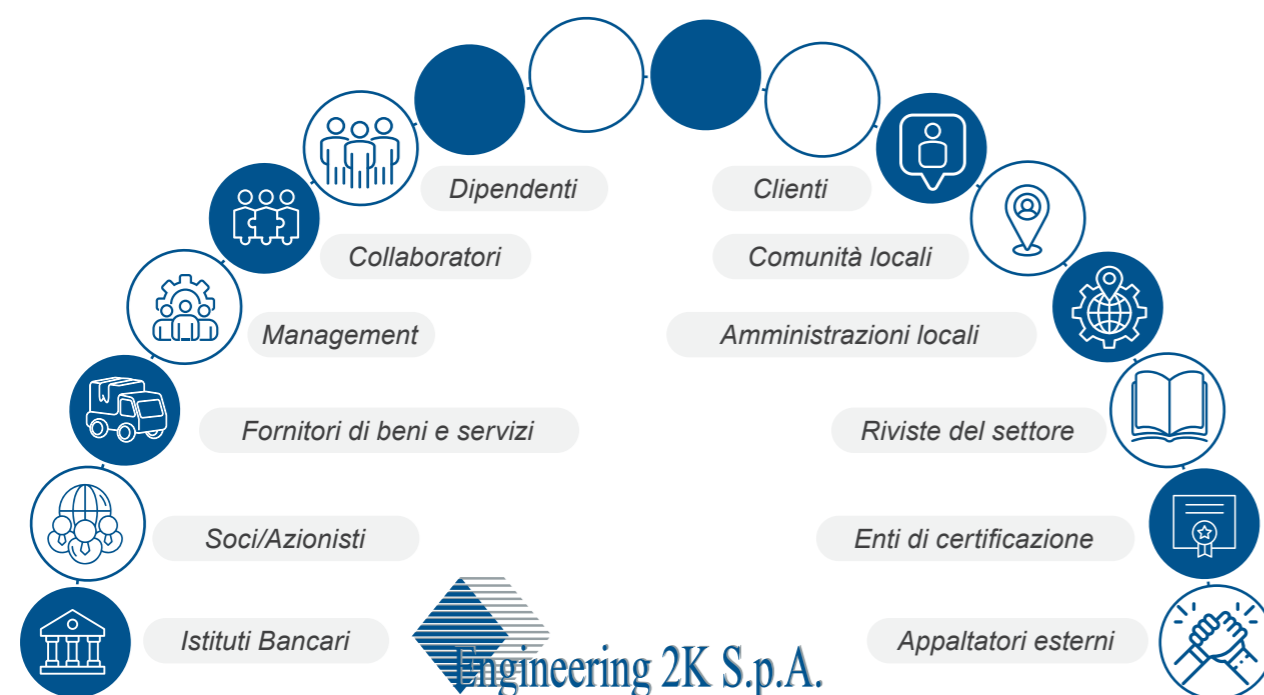 Dipendenti
Clienti
Collaboratori
Comunità locali
Management
Amministrazioni locali
Fornitori di beni e servizi
Riviste del settore
Soci/Azionisti
Enti di certificazione
Istituti Bancari
Appaltatori esterni
Engineering 2K S.p.A.